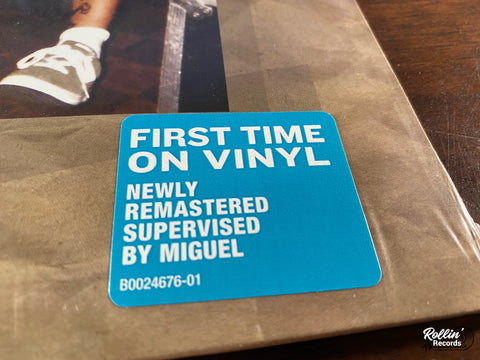 FIRST TIME
ON VINYL
NEWLY
REMASTERED
SUPERVISED
BY MIGUEL
B0024676-01
Rollin'
Records